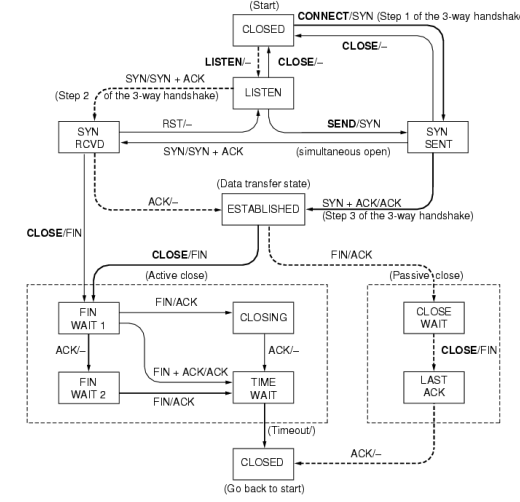 (Start)
CLOSED
CONNECT/SYN (Step 1 of the 3-way handshake
CLOSE/–
LISTEN/–
CLOSE/–
SYN/SYN + ACK
(Step 2 of the 3-way handshake)
LISTEN
SYN
RCVD
RST/–
SEND/SYN
SYN
SENT
SYN/SYN + ACK
(simultaneous open)
(Data transfer state)
ACK/–
ESTABLISHED
SYN + ACK/ACK
(Step 3 of the 3-way handshake)
CLOSE/FIN
CLOSE/FIN
FIN/ACK
(Active close)
(Passive close)
FIN/ACK
FIN
WAIT 1
CLOSING
CLOSE
WAIT
ACK/–
ACK/–
CLOSE/FIN
FIN + ACK/ACK
FIN
WAIT 2
FIN/ACK
TIME
WAIT
LAST
ACK
(Timeout/)
CLOSED
ACK/–
(Go back to start)